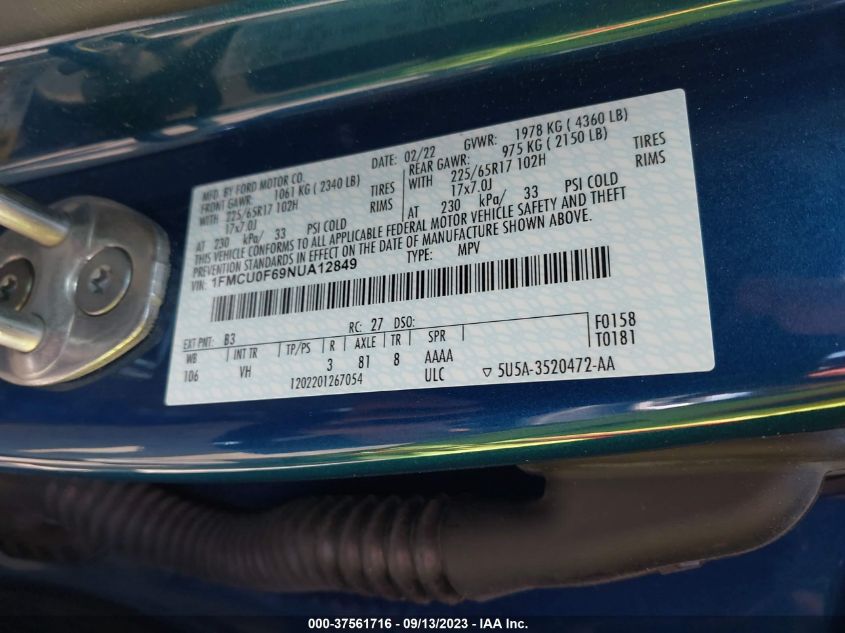 MFD. BY FORD MOTOR CO.
DATE: 02/22 GVWR: 1978 KG ( 4360 LB)
FRONT GAWR: 1061 KG ( 2340 LB)
REAR GAWR: 975 KG ( 2150 LB)
WITH 225/65R17 102H TIRES
WITH 225/65R17 102H TIRES
17x7.0J RIMS
17x7.0J RIMS
AT 230 kPa/ 33 PSI COLD
AT 230 kPa/ 33 PSI COLD
THIS VEHICLE CONFORMS TO ALL APPLICABLE FEDERAL MOTOR VEHICLE SAFETY AND THEFT
PREVENTION STANDARDS IN EFFECT ON THE DATE OF MANUFACTURE SHOWN ABOVE.
VIN: 1FMCU0F69NUA12849 TYPE: MPV
EXT PNT: B3 RC: 27 DSO: F0158
WB INT TR TP/PS R AXLE TR SPR T0181
106 VH 3 81 8 AAAA
1202201267054 ULC ▽ 5U5A-3520472-AA
000-37561716 - 09/13/2023 - IAA Inc.